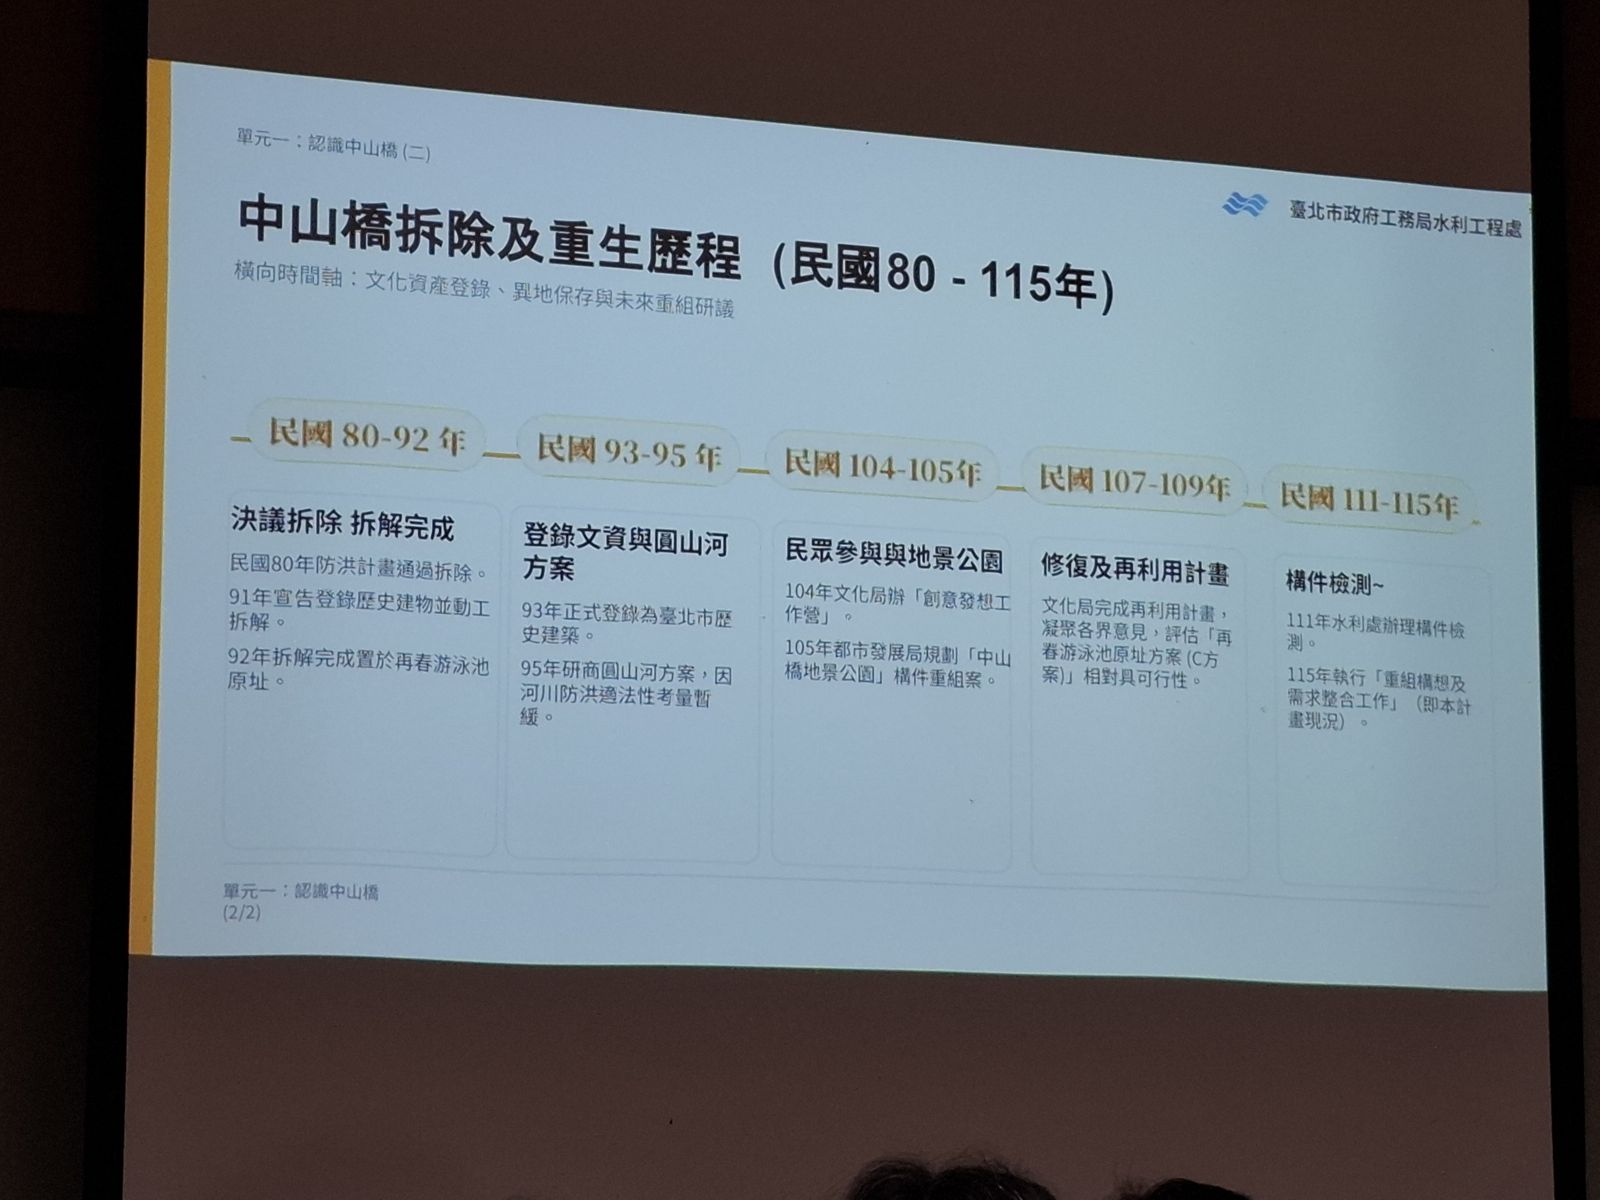 單元一：認識中山橋 (二)
臺北市政府工務局水利工程處
中山橋拆除及重生歷程 (民國80 - 115年)
橫向時間軸：文化資產登錄、異地保存與未來重組研議
民國 80-92 年
決議拆除 拆解完成
民國80年防洪計畫通過拆除。
91年宣告登錄歷史建物並動工
拆解。
92年拆解完成置於再春游泳池
原址。
民國 93-95 年
登錄文資與圓山河
方案
93年正式登錄為臺北市歷
史建築。
95年研商圓山河方案，因
河川防洪適法性考量暫
緩。
民國 104-105年
民眾參與與地景公園
104年文化局辦「創意發想工
作營」。
105年都市發展局規劃「中山
橋地景公園」構件重組案。
民國 107-109年
修復及再利用計畫
文化局完成再利用計畫，
凝聚各界意見，評估「再
春游泳池原址方案 (C方
案)」相對具可行性。
民國 111-115年
構件檢測~
111年水利處辦理構件檢
測。
115年執行「重組構想及
需求整合工作」（即本計
畫現況）。
單元一：認識中山橋
(2/2)